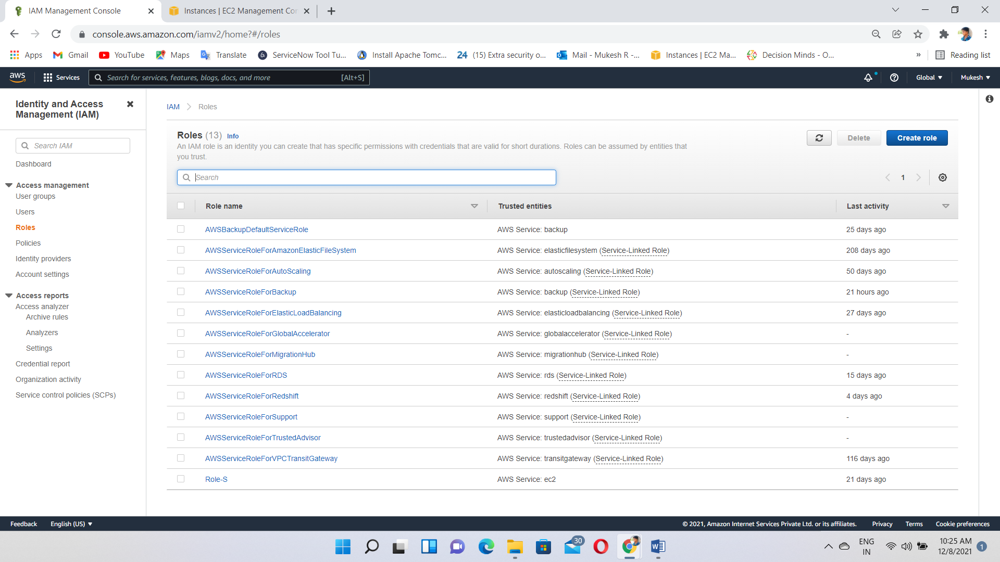 IAM Management Console
Instances | EC2 Management Con
console.aws.amazon.com/iamv2/home?#/roles
Apps
Gmail
YouTube
Maps
Translate
ServiceNow Tool Tu...
Install Apache Tomc...
24 (15) Extra security o...
Mail - Mukesh R -...
Instances | EC2 Ma...
Decision Minds - O...
»
Reading list
aws
Services
Search for services, features, blogs, docs, and more [Alt+S]
Global
Mukesh
Identity and Access
Management (IAM)
Search IAM
Dashboard
Access management
User groups
Users
Roles
Policies
Identity providers
Account settings
Access reports
Access analyzer
Archive rules
Analyzers
Settings
Credential report
Organization activity
Service control policies (SCPs)
IAM > Roles
Roles (13) Info
An IAM role is an identity you can create that has specific permissions with credentials that are valid for short durations. Roles can be assumed by entities that
you trust.
Delete
Create role
Search
1
Role name Trusted entities Last activity
AWSBackupDefaultServiceRole AWS Service: backup 25 days ago
AWSServiceRoleForAmazonElasticFileSystem AWS Service: elasticfilesystem (Service-Linked Role) 208 days ago
AWSServiceRoleForAutoScaling AWS Service: autoscaling (Service-Linked Role) 50 days ago
AWSServiceRoleForBackup AWS Service: backup (Service-Linked Role) 21 hours ago
AWSServiceRoleForElasticLoadBalancing AWS Service: elasticloadbalancing (Service-Linked Role) 27 days ago
AWSServiceRoleForGlobalAccelerator AWS Service: globalaccelerator (Service-Linked Role) -
AWSServiceRoleForMigrationHub AWS Service: migrationhub (Service-Linked Role) -
AWSServiceRoleForRDS AWS Service: rds (Service-Linked Role) 15 days ago
AWSServiceRoleForRedshift AWS Service: redshift (Service-Linked Role) 4 days ago
AWSServiceRoleForSupport AWS Service: support (Service-Linked Role) -
AWSServiceRoleForTrustedAdvisor AWS Service: trustedadvisor (Service-Linked Role) -
AWSServiceRoleForVPCTransitGateway AWS Service: transitgateway (Service-Linked Role) 116 days ago
Role-S AWS Service: ec2 21 days ago
Feedback
English (US)
© 2021, Amazon Internet Services Private Ltd. or its affiliates.
Privacy
Terms
Cookie preferences
30
ENG
IN
10:25 AM
12/8/2021
1